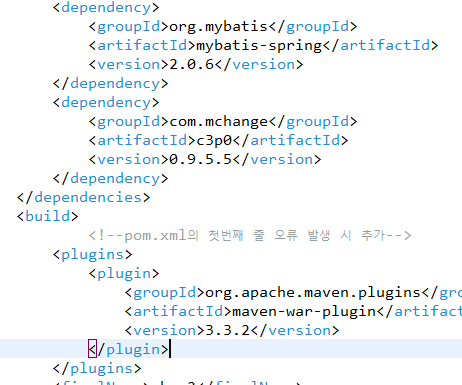 <dependency>
<groupId>org.mybatis</groupId>
<artifactId>mybatis-spring</artifactId>
<version>2.0.6</version>
</dependency>
<dependency>
<groupId>com.mchange</groupId>
<artifactId>c3p0</artifactId>
<version>0.9.5.5</version>
</dependency>
</dependencies>
<build>
<!--pom.xml의 첫번째 줄 오류 발생 시 추가-->
<plugins>
<plugin>
<groupId>org.apache.maven.plugins</gro
<artifactId>maven-war-plugin</artifact
<version>3.3.2</version>
</plugin>
</plugins>